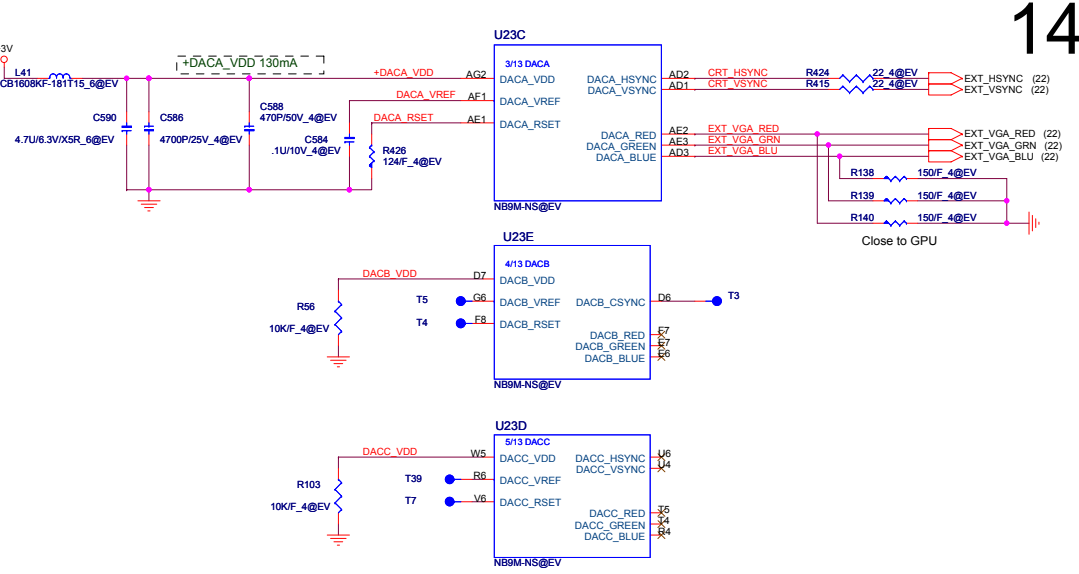 14
U23C
3V
L41
CB1608KF-181T15_6@EV
+DACA_VDD 130mA
3/13 DACA
+DACA_VDD AG2 DACA_VDD
DACA_VREF AF1 DACA_VREF
DACA_RSET AE1 DACA_RSET
DACA_HSYNC AD2 CRT_HSYNC R424 22_4@EV EXT_HSYNC (22)
DACA_VSYNC AD1 CRT_VSYNC R415 22_4@EV EXT_VSYNC (22)
DACA_RED AE2 EXT_VGA_RED EXT_VGA_RED (22)
DACA_GREEN AE3 EXT_VGA_GRN EXT_VGA_GRN (22)
DACA_BLUE AD3 EXT_VGA_BLU EXT_VGA_BLU (22)
C590
4.7U/6.3V/X5R_6@EV
C586
4700P/25V_4@EV
C588
470P/50V_4@EV
C584
.1U/10V_4@EV
R426
124/F_4@EV
R138 150/F_4@EV
R139 150/F_4@EV
R140 150/F_4@EV
Close to GPU
NB9M-NS@EV
U23E
4/13 DACB
DACB_VDD D7 DACB_VDD
T5 G6 DACB_VREF
T4 F8 DACB_RSET
DACB_CSYNC D6 T3
DACB_RED F7
DACB_GREEN E7
DACB_BLUE E6
R56
10K/F_4@EV
NB9M-NS@EV
U23D
5/13 DACC
DACC_VDD W5 DACC_VDD
T39 R6 DACC_VREF
T7 V6 DACC_RSET
DACC_HSYNC U6
DACC_VSYNC U4
DACC_RED T5
DACC_GREEN T4
DACC_BLUE R4
R103
10K/F_4@EV
NB9M-NS@EV